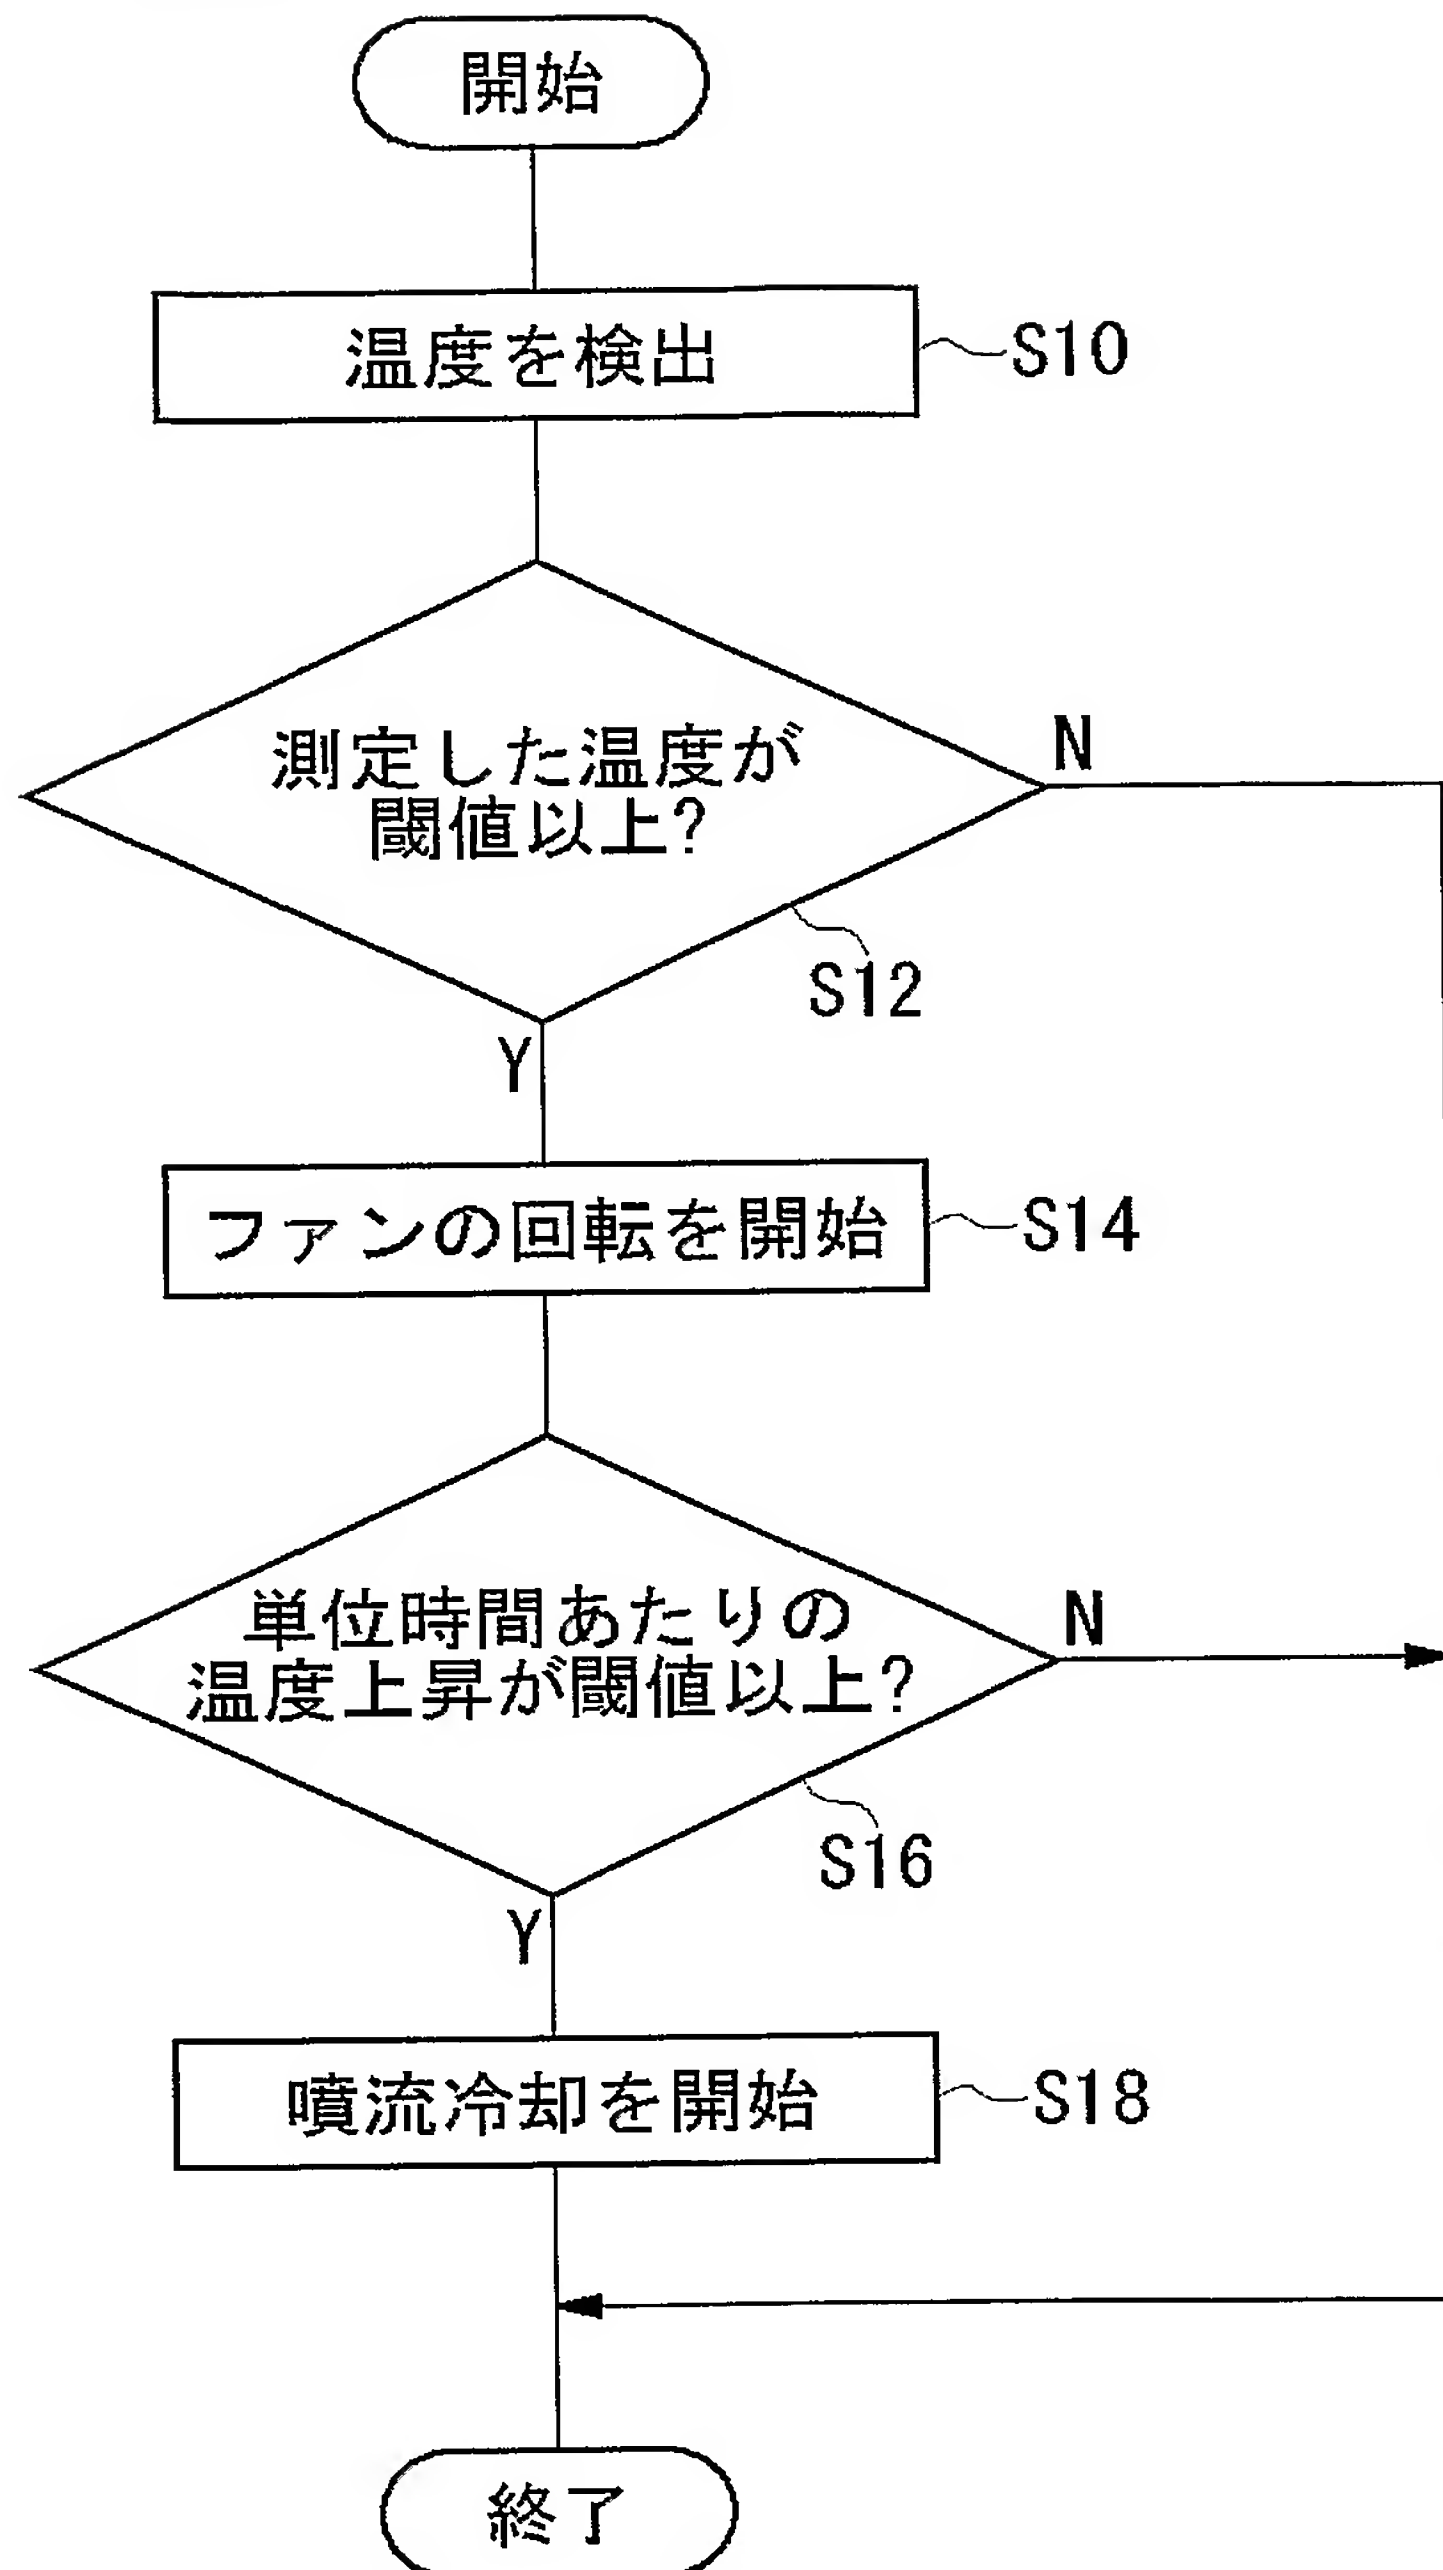 開始
温度を検出
S10
測定した温度が
閾値以上?
N
S12
Y
ファンの回転を開始
S14
単位時間あたりの
温度上昇が閾値以上?
N
S16
Y
噴流冷却を開始
S18
終了